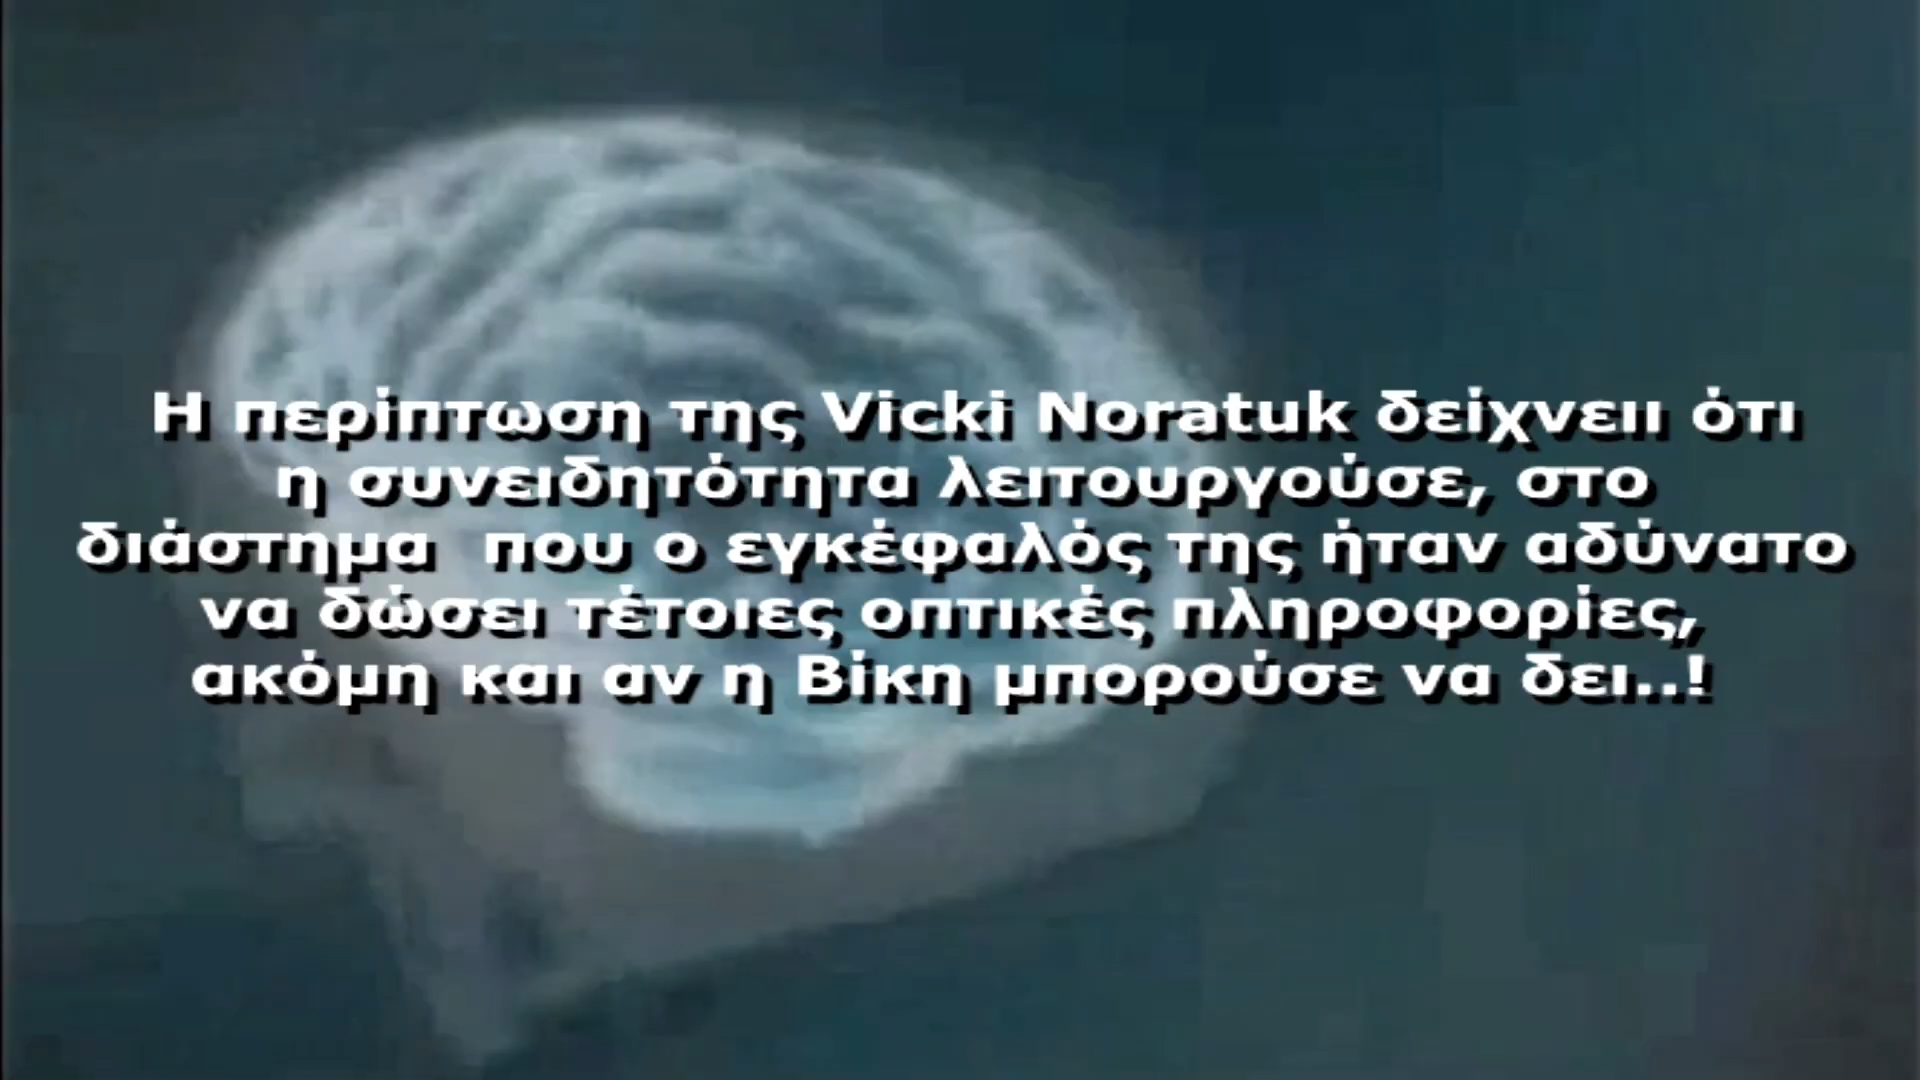 Η περίπτωση της Vicki Noratuk δείχνειι ότι
η συνειδητότητα λειτουργούσε, στο
διάστημα που ο εγκέφαλός της ήταν αδύνατο
να δώσει τέτοιες οπτικές πληροφορίες,
ακόμη και αν η Βίκη μπορούσε να δει..!